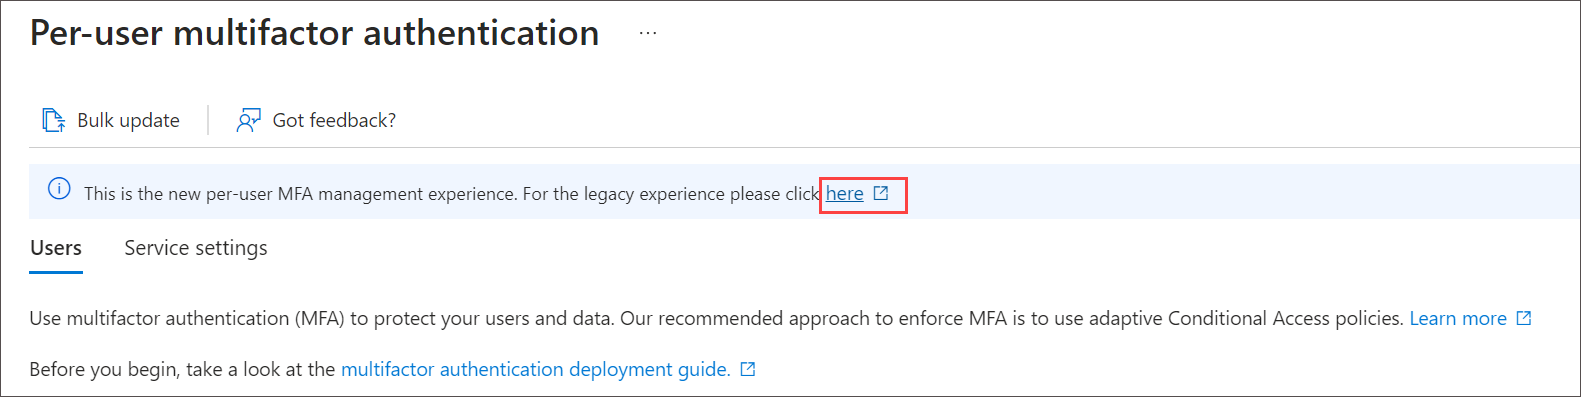 Per-user multifactor authentication ...
Bulk update
Got feedback?
This is the new per-user MFA management experience. For the legacy experience please click here
Users
Service settings
Use multifactor authentication (MFA) to protect your users and data. Our recommended approach to enforce MFA is to use adaptive Conditional Access policies. Learn more
Before you begin, take a look at the multifactor authentication deployment guide.